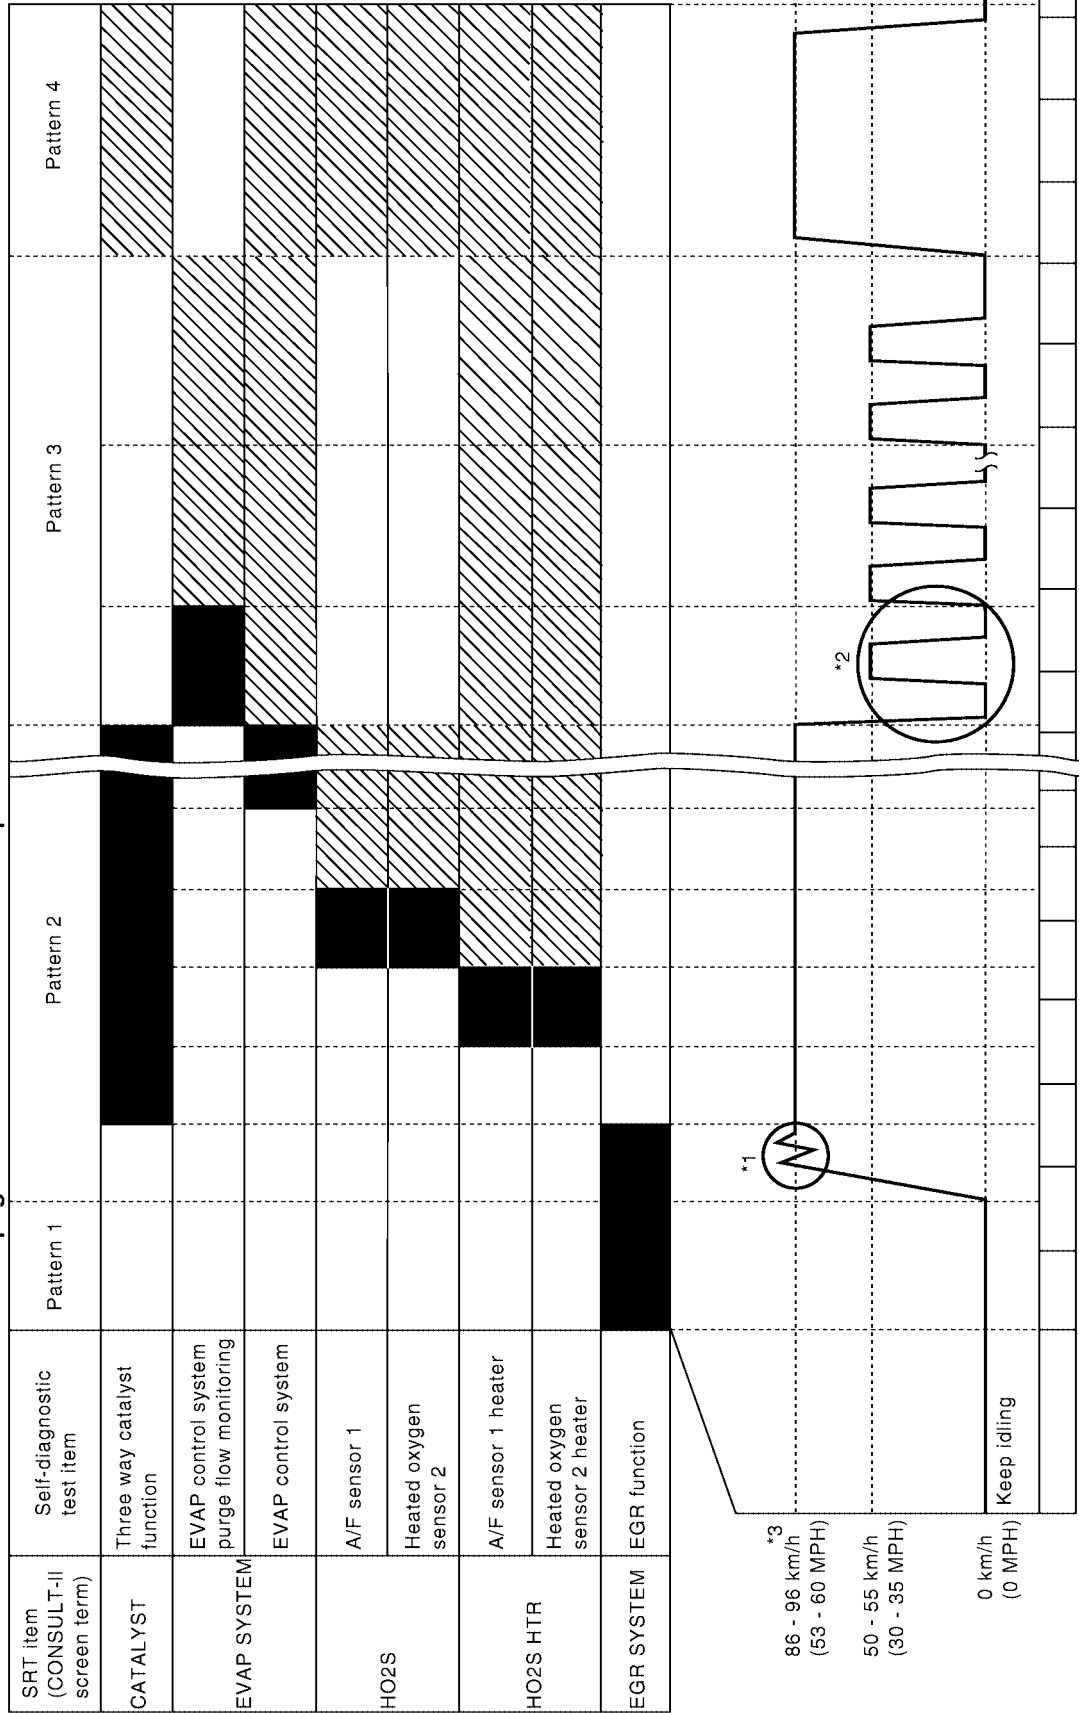 SRT item
(CONSULT-II
screen term)
Self-diagnostic
test item
Pattern 1
Pattern 2
Pattern 3
Pattern 4
CATALYST
Three way catalyst
function
EVAP SYSTEM
EVAP control system
purge flow monitoring
EVAP control system
HO2S
A/F sensor 1
Heated oxygen
sensor 2
HO2S HTR
A/F sensor 1 heater
Heated oxygen
sensor 2 heater
EGR SYSTEM
EGR function
*3
86 - 96 km/h
(53 - 60 MPH)
*1
50 - 55 km/h
(30 - 35 MPH)
*2
0 km/h
(0 MPH)
Keep idling